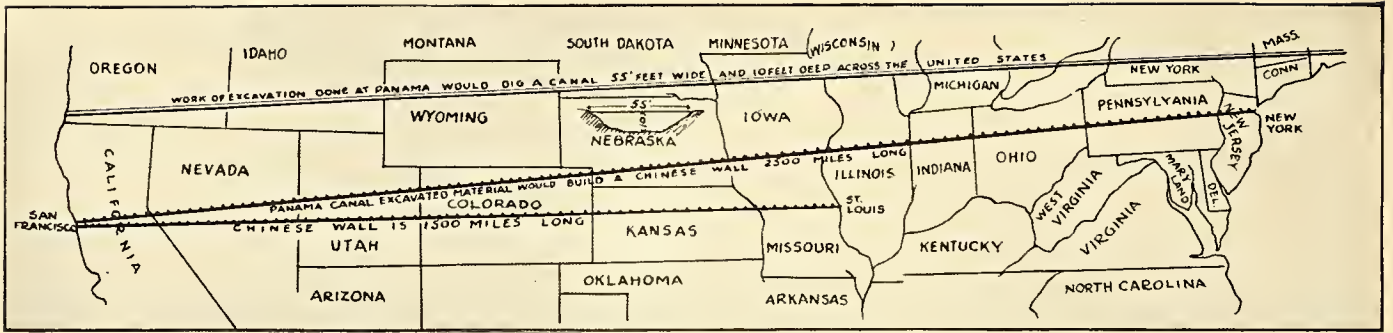 OREGON
IDAHO
MONTANA
SOUTH DAKOTA
MINNESOTA
WISCONSIN
MICHIGAN
NEW YORK
MASS.
CONN
WORK OF EXCAVATION DONE AT PANAMA WOULD DIG A CANAL 55' FEET WIDE AND 10 FEET DEEP ACROSS THE UNITED STATES
WYOMING
55'
10'
NEBRASKA
IOWA
PENNSYLVANIA
NEW JERSEY
NEW YORK
CALIFORNIA
NEVADA
ILLINOIS
INDIANA
OHIO
WEST VIRGINIA
VIRGINIA
MARYLAND
DEL.
PANAMA CANAL EXCAVATED MATERIAL WOULD BUILD A CHINESE WALL 2500 MILES LONG
COLORADO
ST. LOUIS
SAN FRANCISCO
CHINESE WALL IS 1500 MILES LONG
UTAH
KANSAS
MISSOURI
KENTUCKY
ARIZONA
OKLAHOMA
ARKANSAS
NORTH CAROLINA